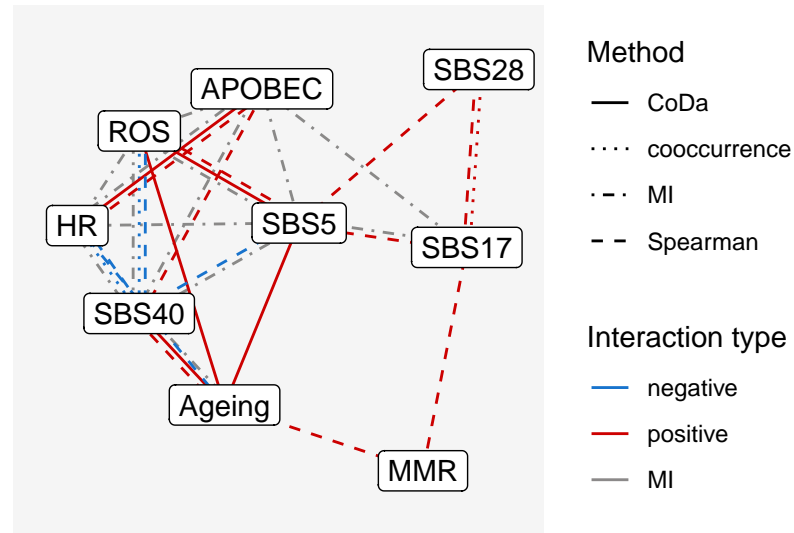 SBS28
APOBEC
ROS
HR
SBS5
SBS17
SBS40
Ageing
MMR
Method
CoDa
cooccurrence
MI
Spearman
Interaction type
negative
positive
MI